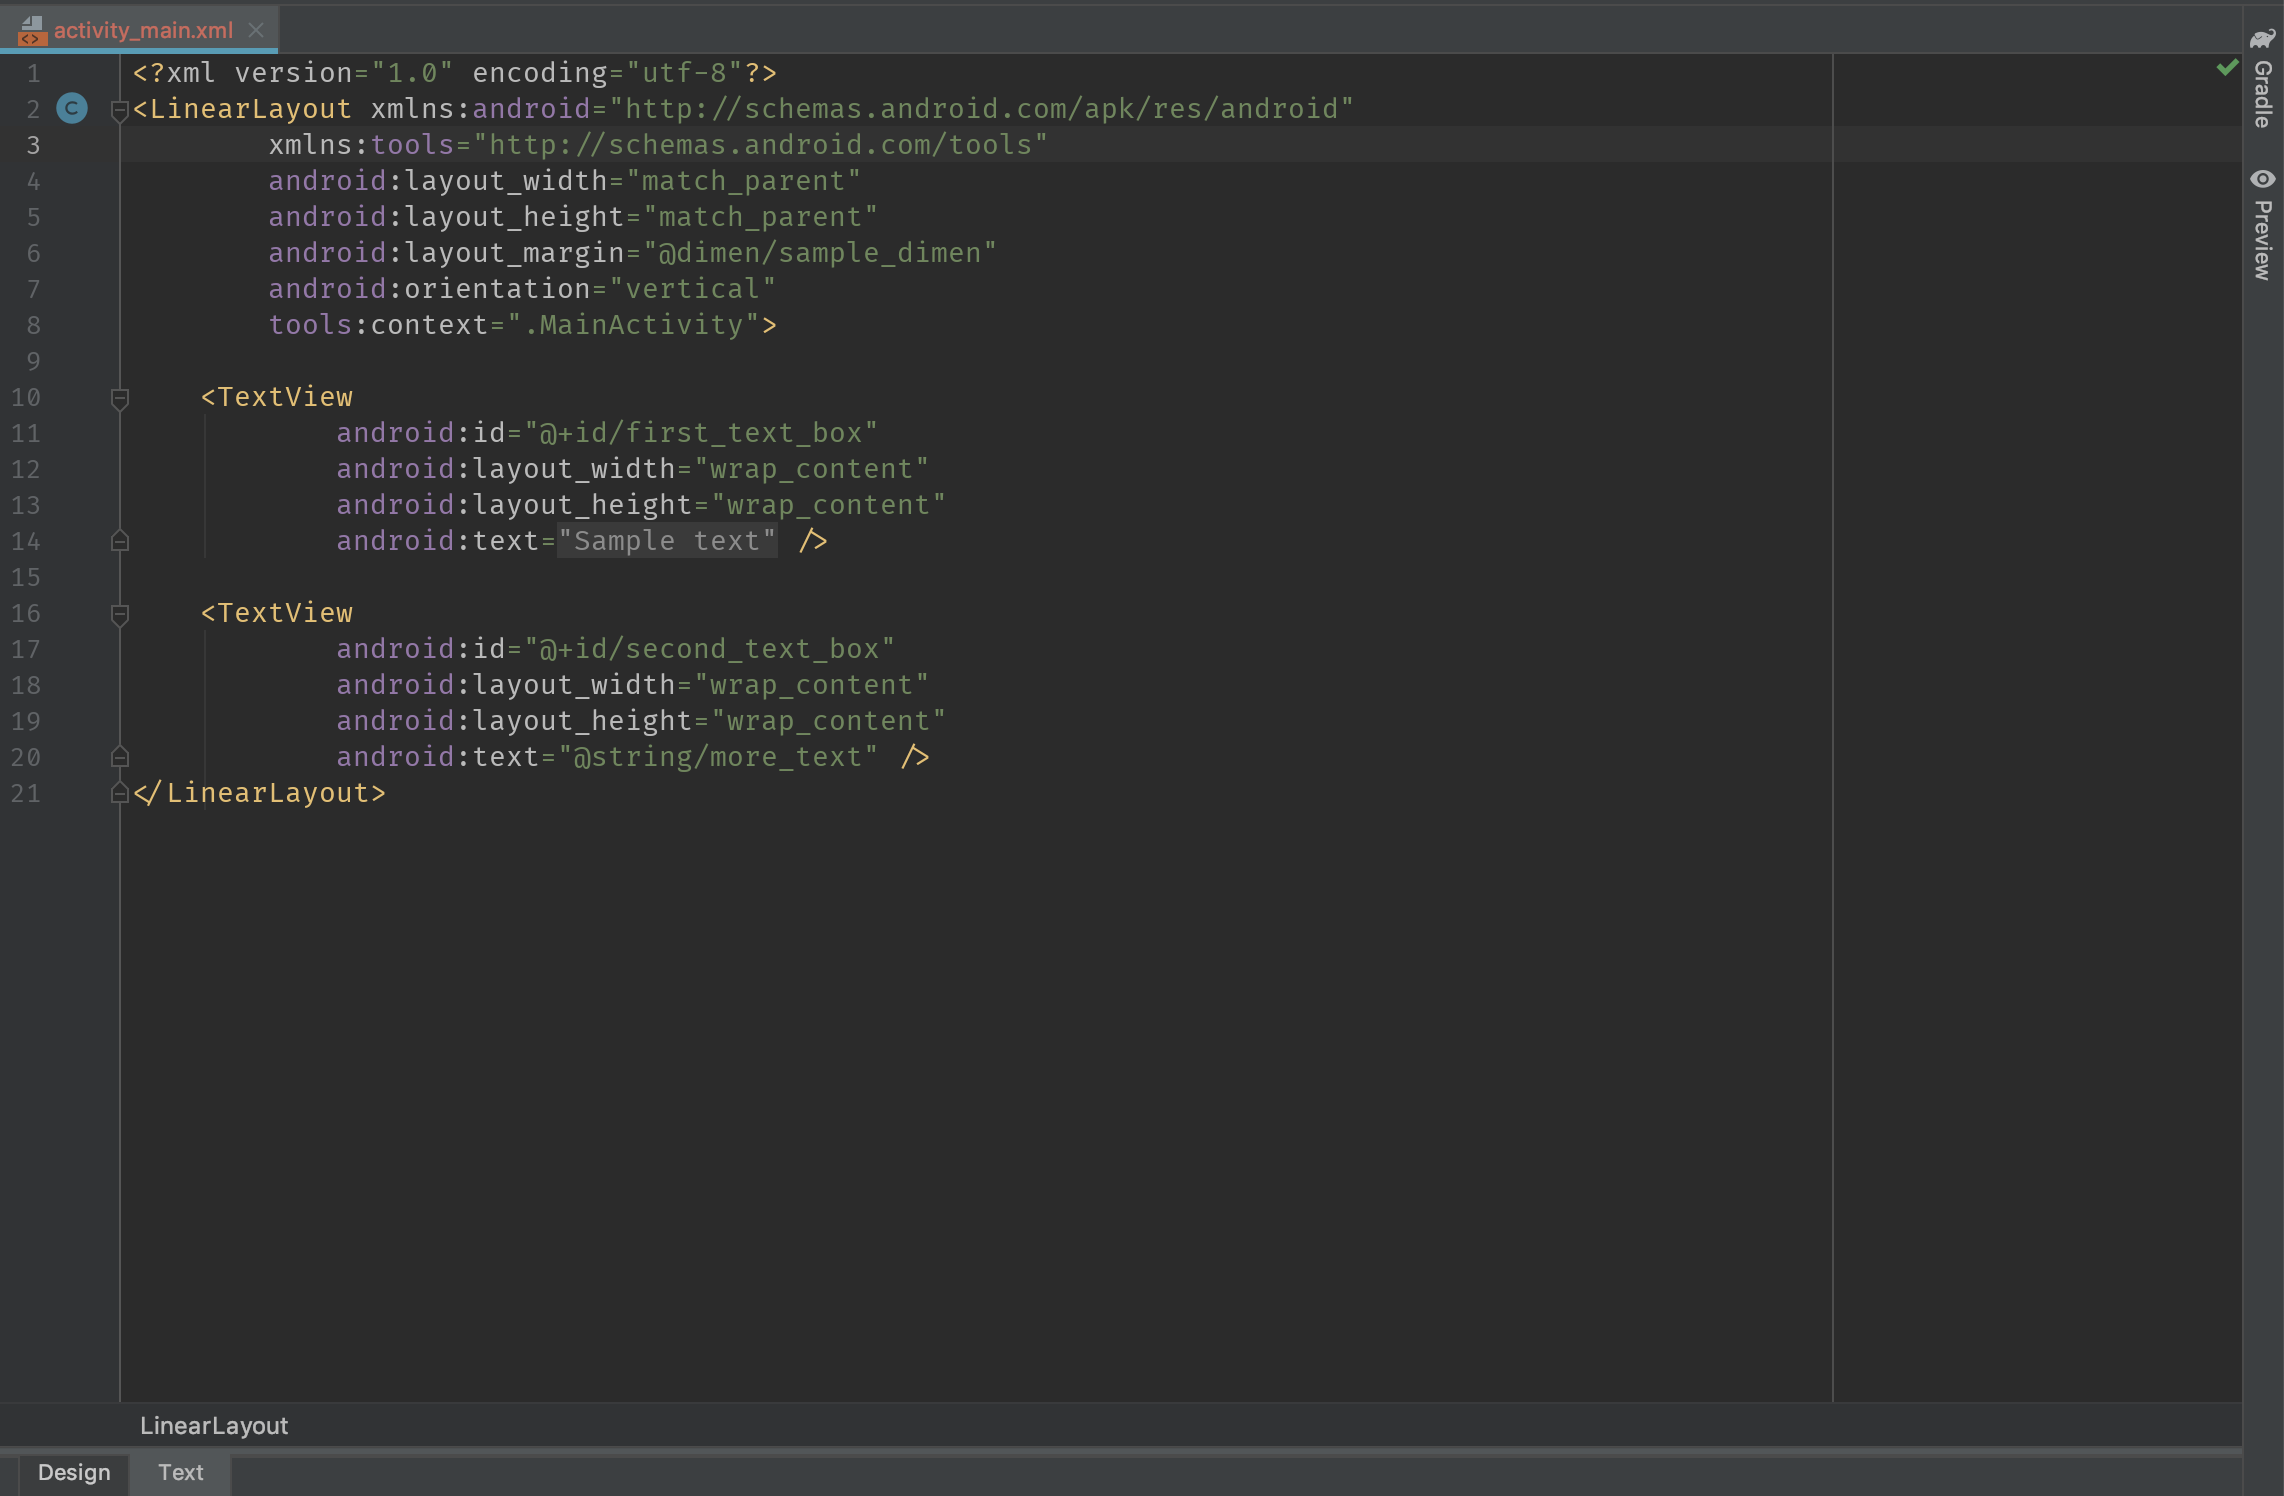 activity_main.xml
1 <?xml version="1.0" encoding="utf-8"?>
2 <LinearLayout xmlns:android="http://schemas.android.com/apk/res/android"
3 xmlns:tools="http://schemas.android.com/tools"
4 android:layout_width="match_parent"
5 android:layout_height="match_parent"
6 android:layout_margin="@dimen/sample_dimen"
7 android:orientation="vertical"
8 tools:context=".MainActivity">
9
10 <TextView
11 android:id="@+id/first_text_box"
12 android:layout_width="wrap_content"
13 android:layout_height="wrap_content"
14 android:text="Sample text" />
15
16 <TextView
17 android:id="@+id/second_text_box"
18 android:layout_width="wrap_content"
19 android:layout_height="wrap_content"
20 android:text="@string/more_text" />
21 </LinearLayout>
C
Gradle
Preview
LinearLayout
Design
Text